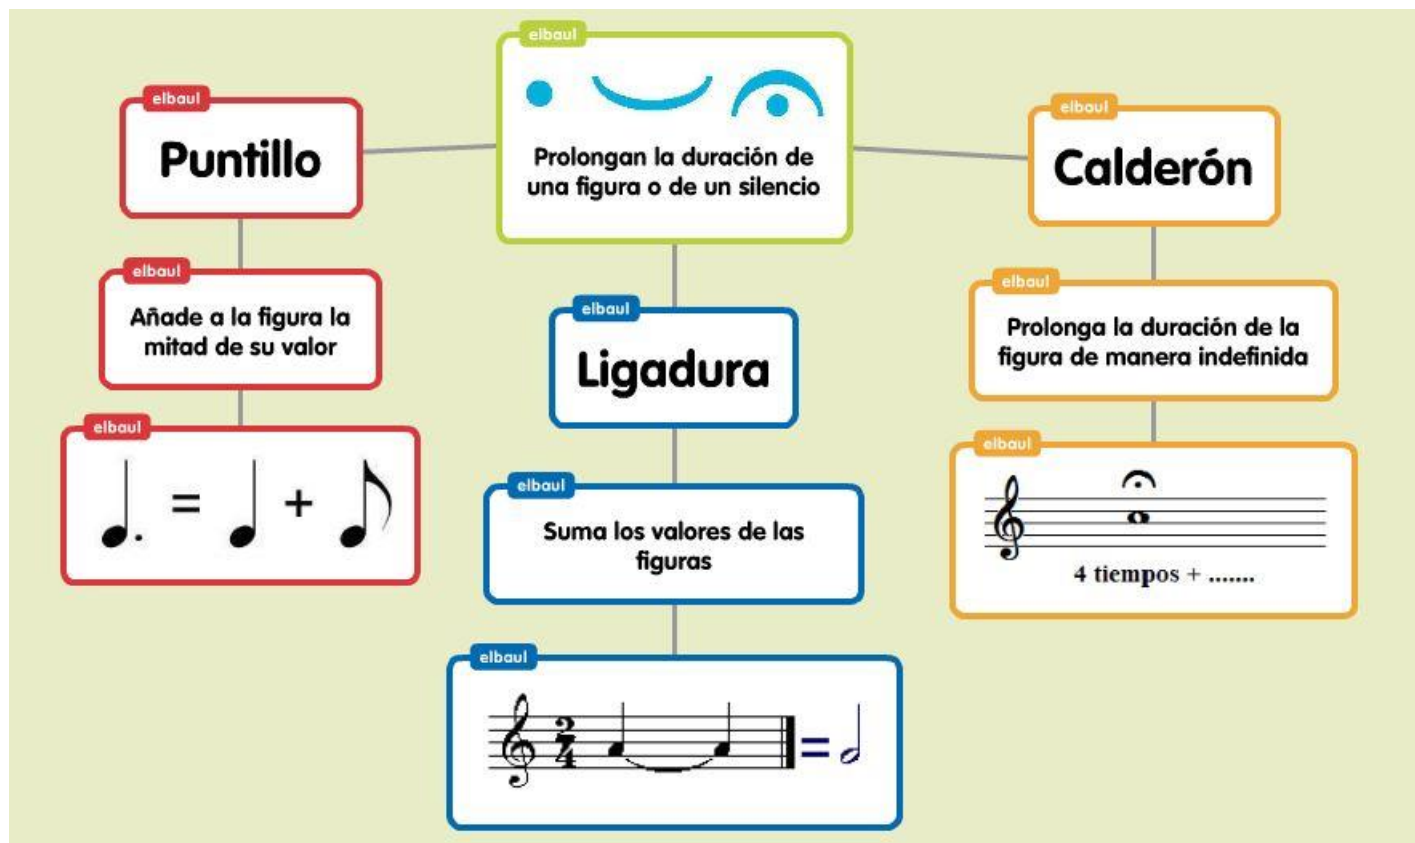 elbaul
Prolongan la duración de
una figura o de un silencio
elbaul
Puntillo
elbaul
Añade a la figura la
mitad de su valor
elbaul
= +
elbaul
Ligadura
elbaul
Suma los valores de las
figuras
elbaul
2
4
=
elbaul
Calderón
elbaul
Prolonga la duración de la
figura de manera indefinida
elbaul
4 tiempos + .......